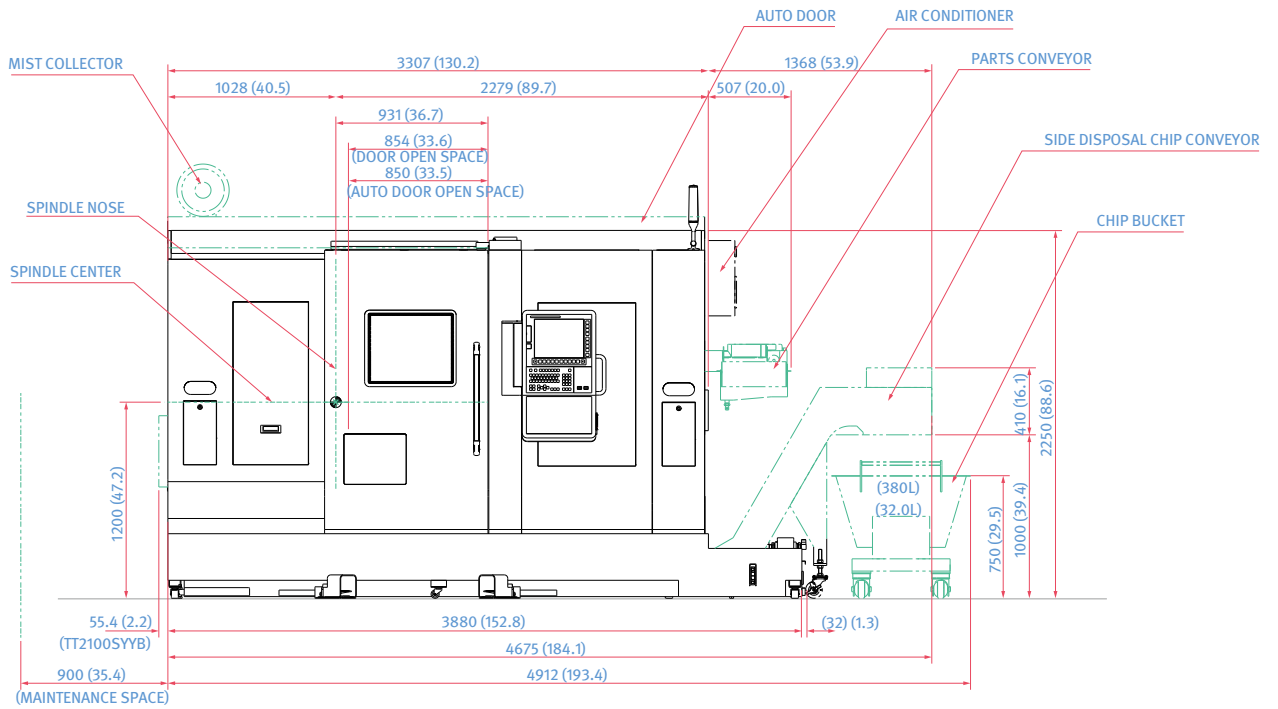 AUTO DOOR
AIR CONDITIONER
MIST COLLECTOR
3307 (130.2)
1368 (53.9)
PARTS CONVEYOR
1028 (40.5)
2279 (89.7)
507 (20.0)
931 (36.7)
854 (33.6)
(DOOR OPEN SPACE)
850 (33.5)
(AUTO DOOR OPEN SPACE)
SIDE DISPOSAL CHIP CONVEYOR
SPINDLE NOSE
CHIP BUCKET
SPINDLE CENTER
410 (16.1)
2250 (88.6)
1200 (47.2)
(380L)
(32.0L)
750 (29.5)
1000 (39.4)
55.4 (2.2)
(TT2100SYYB)
3880 (152.8)
(32) (1.3)
4675 (184.1)
900 (35.4)
(MAINTENANCE SPACE)
4912 (193.4)